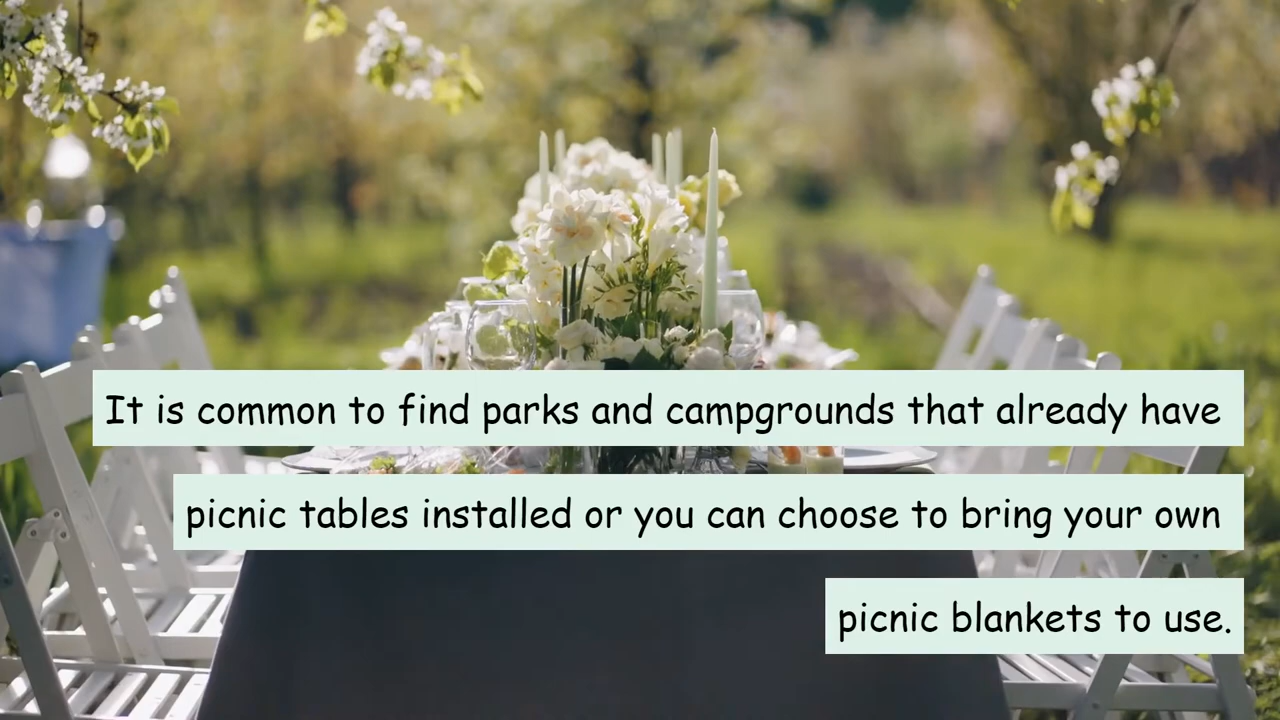 It is common to find parks and campgrounds that already have
picnic tables installed or you can choose to bring your own
picnic blankets to use.